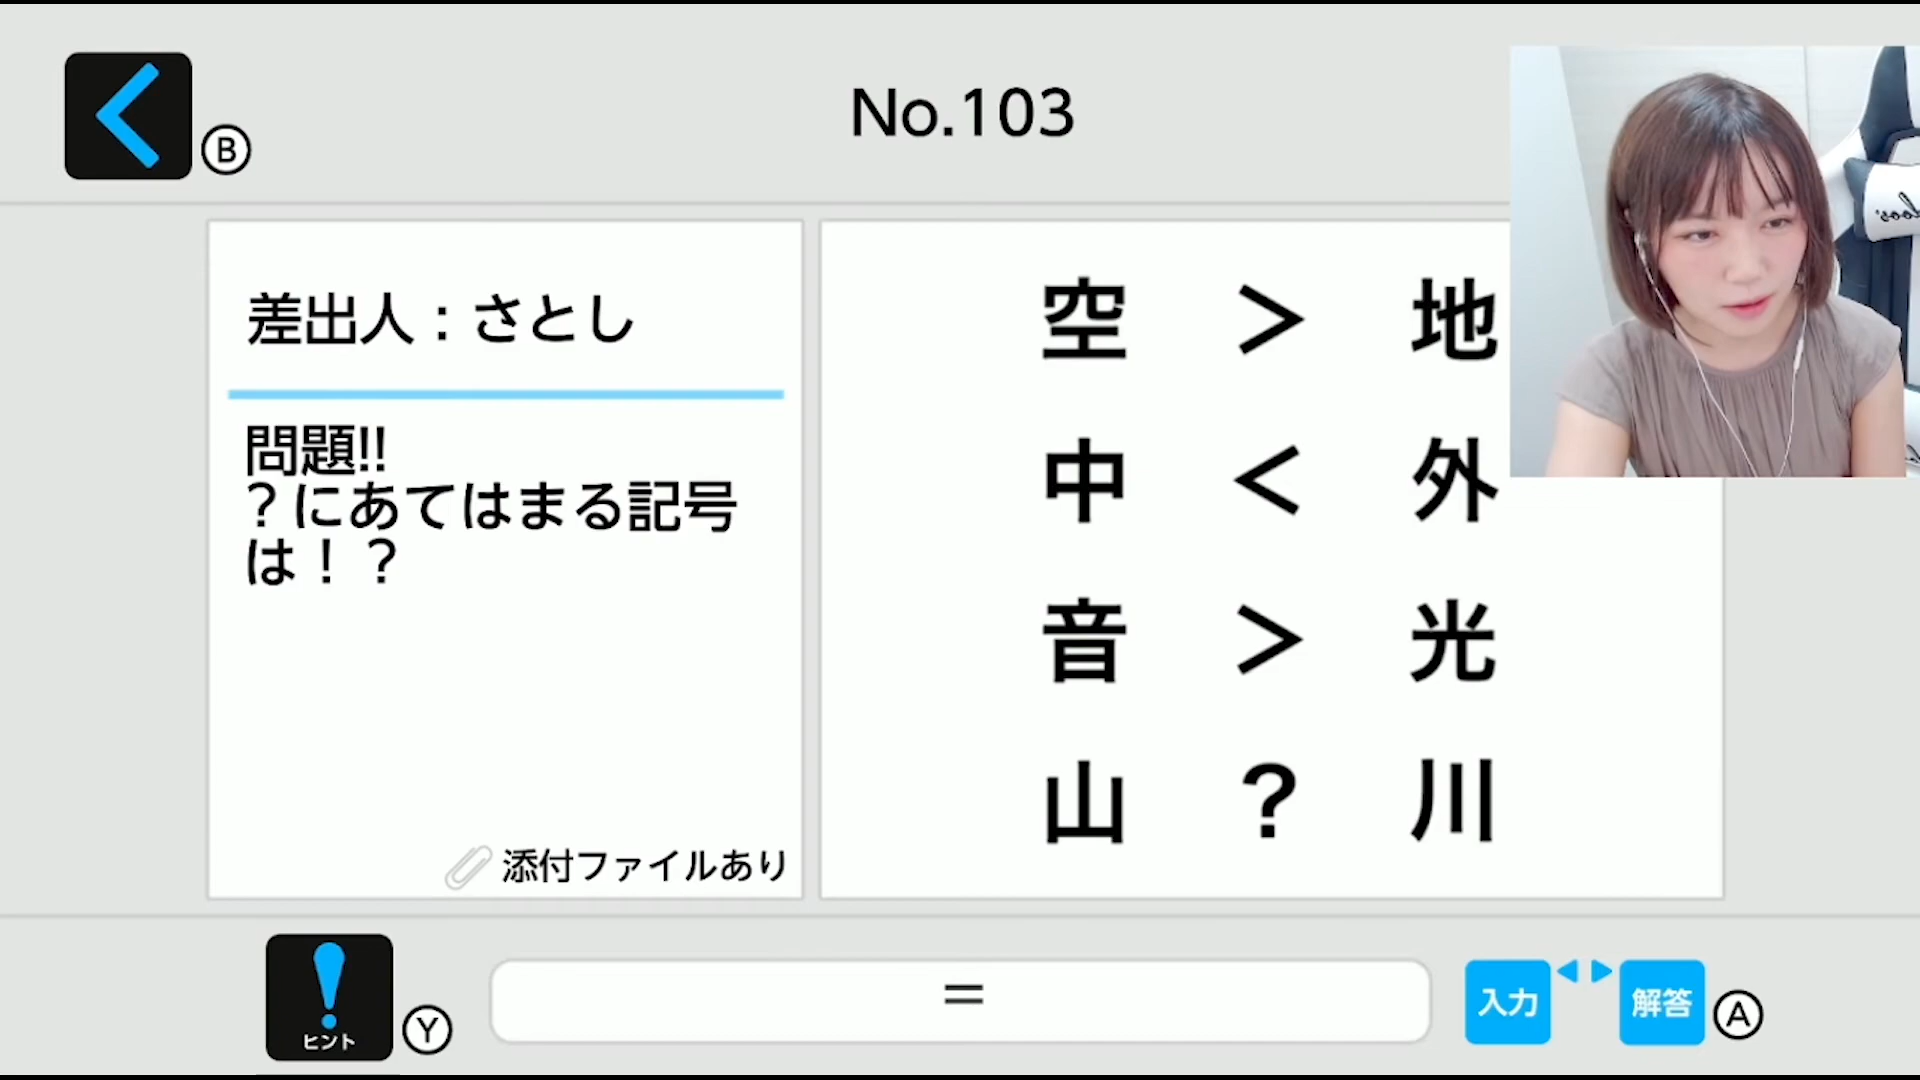 B
No.103
差出人：さとし
問題!!
？にあてはまる記号
は！？
添付ファイルあり
空 ＞ 地
中 ＜ 外
音 ＞ 光
山 ？ 川
ヒント
Y
＝
入力
解答
A